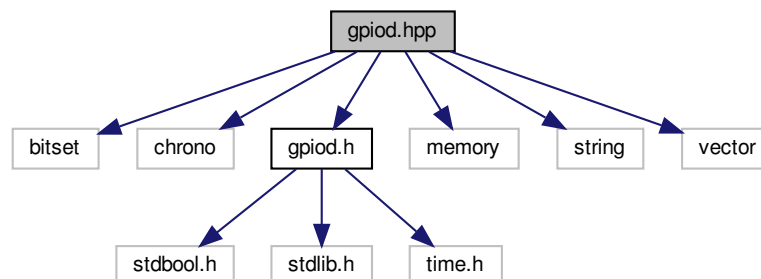 gpiod.hpp
bitset
chrono
gpiod.h
memory
string
vector
stdbool.h
stdlib.h
time.h